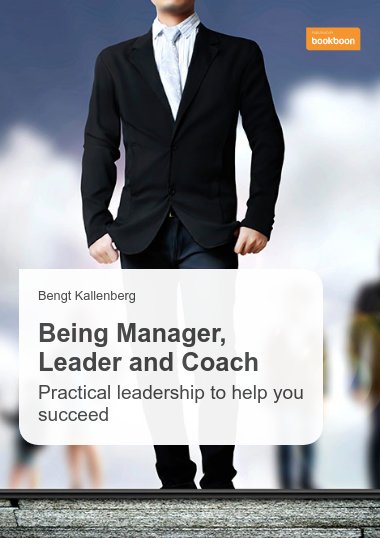 bookboon
Bengt Kallenberg
Being Manager,
Leader and Coach
Practical leadership to help you
succeed